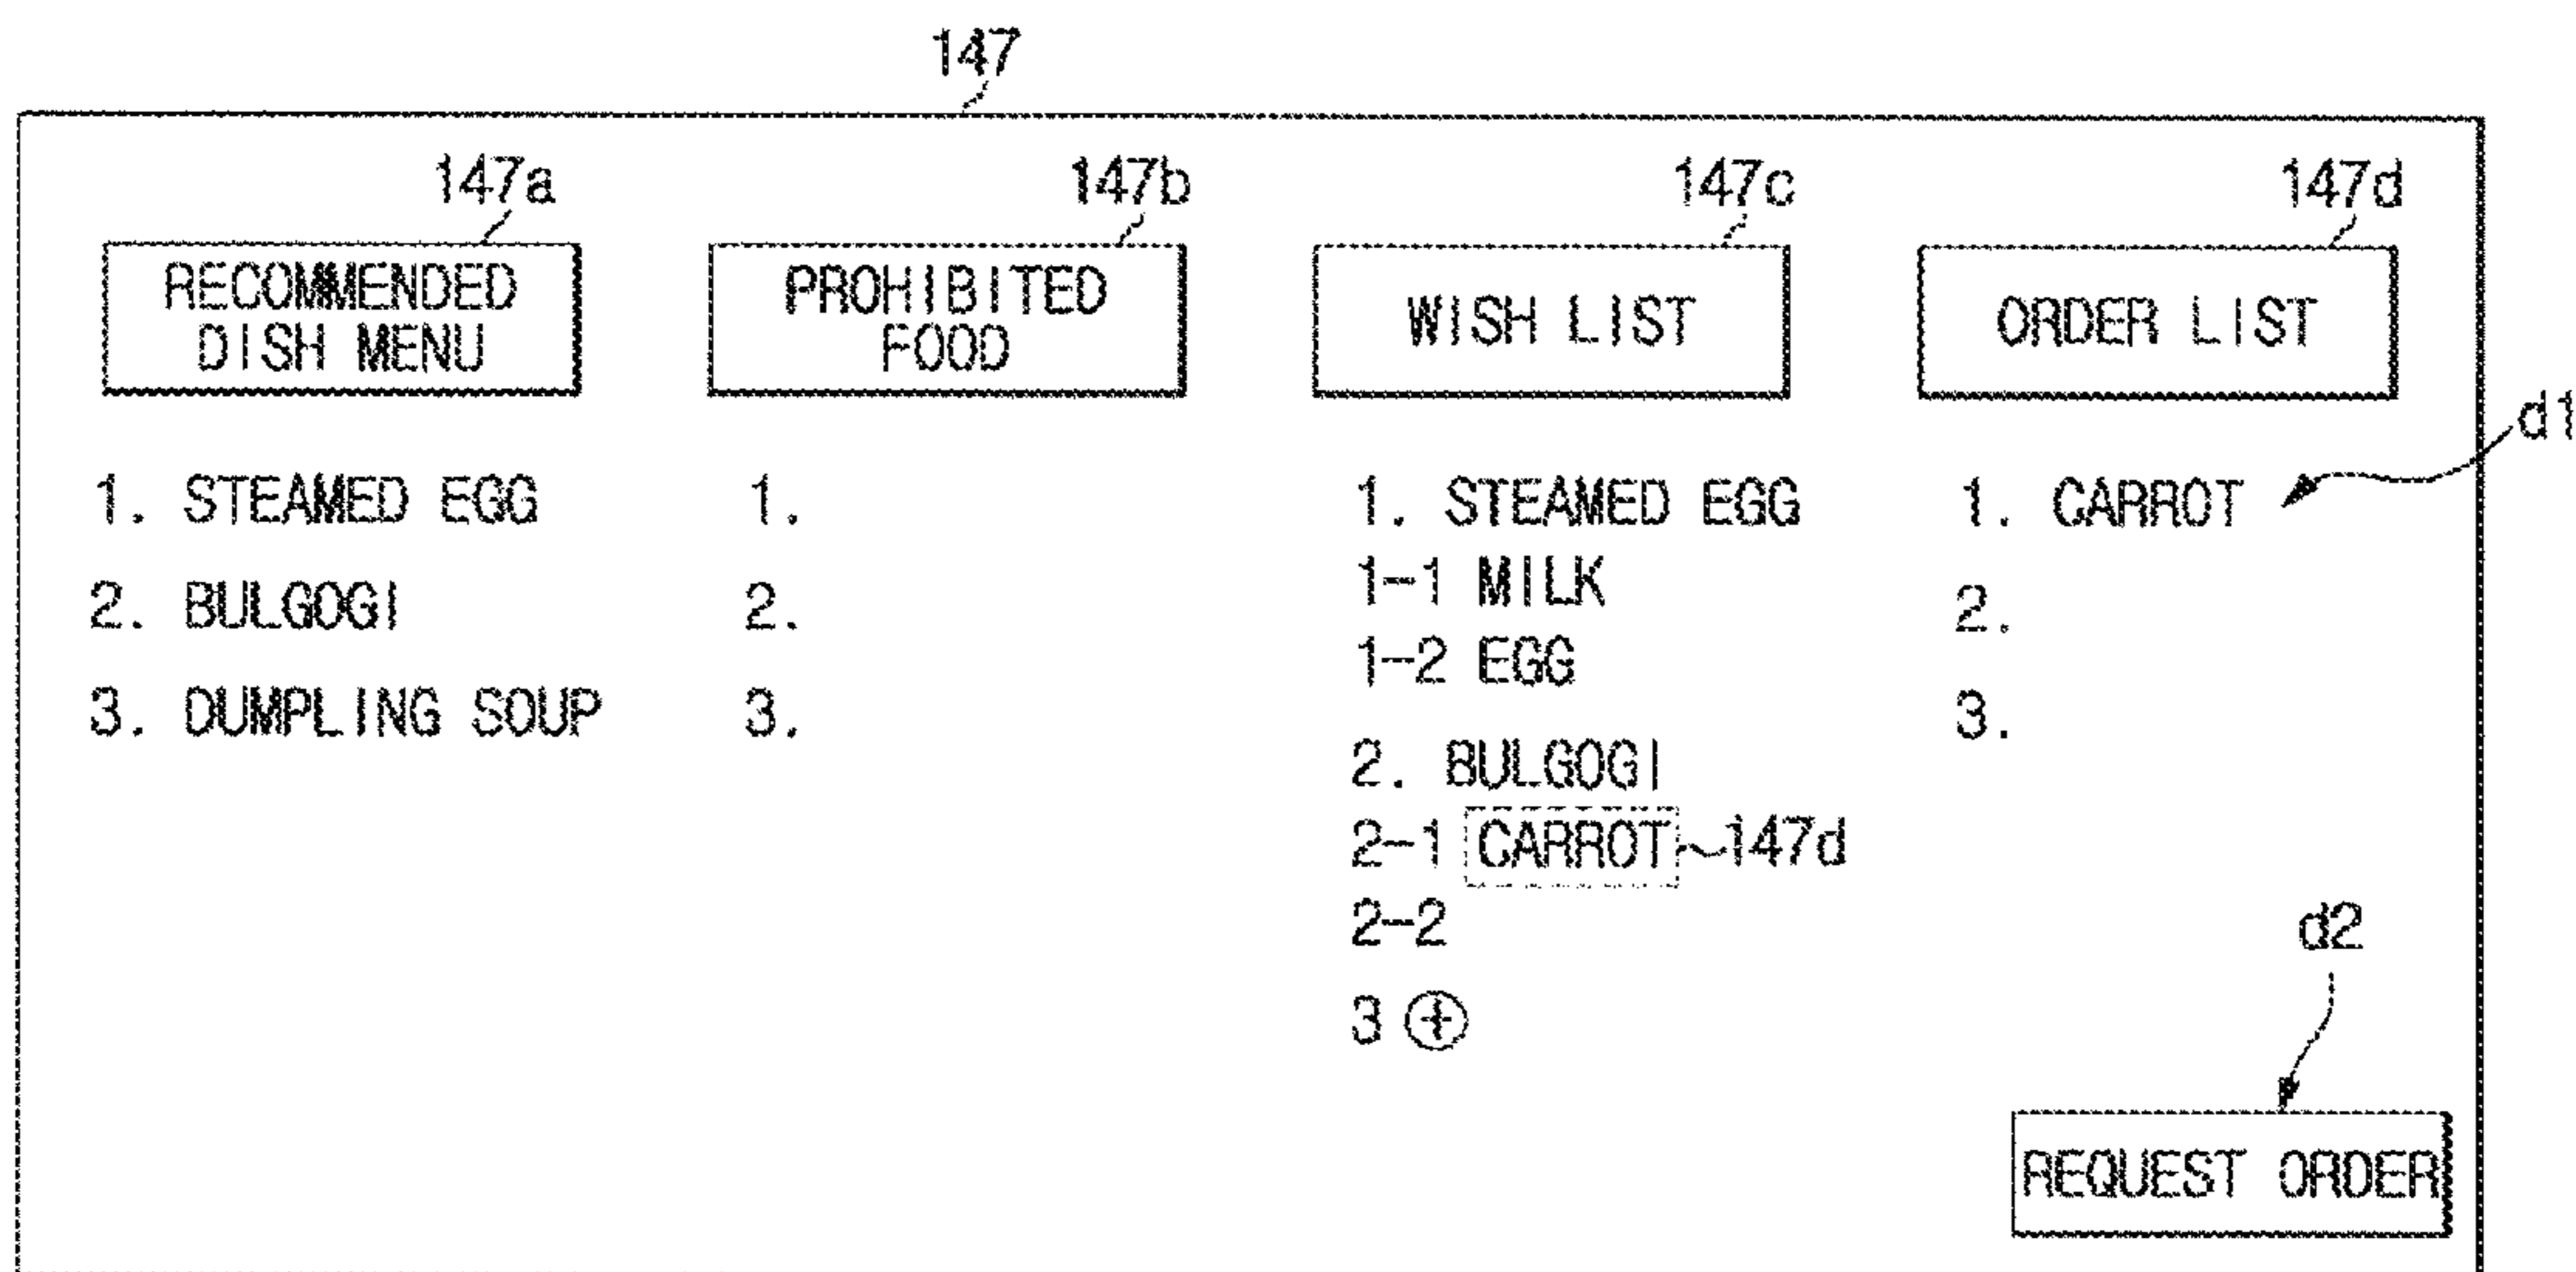 147
147a
147b
147c
147d
RECOMMENDED
DISH MENU
PROHIBITED
FOOD
WISH LIST
ORDER LIST
d1
1. STEAMED EGG
2. BULGOGI
3. DUMPLING SOUP
1.
2.
3.
1. STEAMED EGG
1-1 MILK
1-2 EGG
2. BULGOGI
2-1 CARROT 147d
2-2
3 +
1. CARROT
2.
3.
d2
REQUEST ORDER